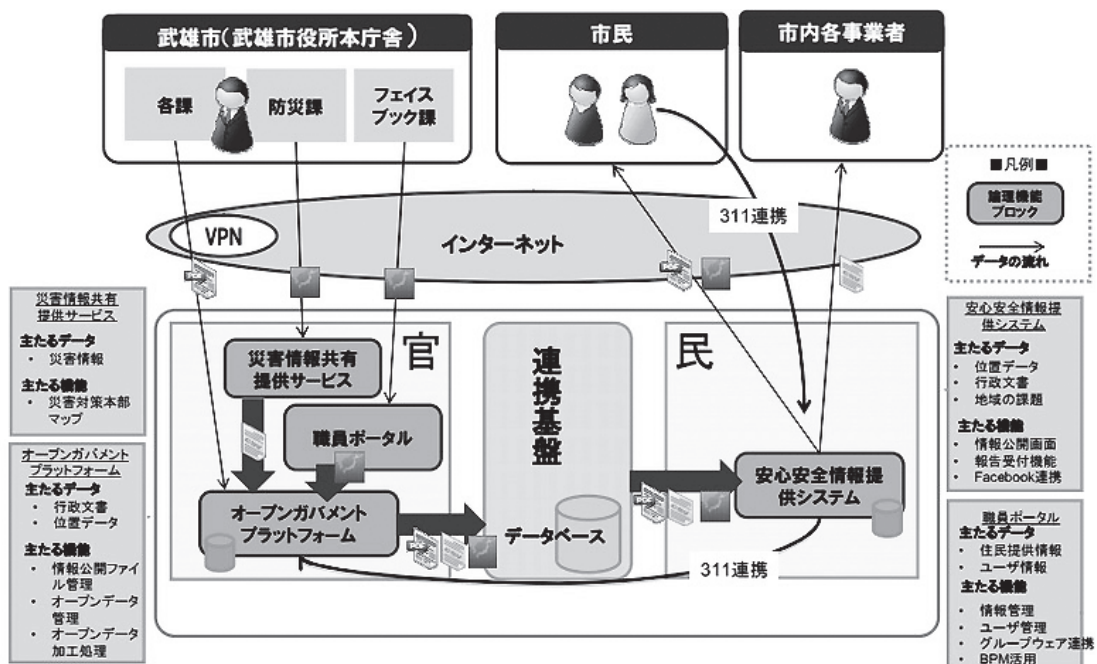 武雄市(武雄市役所本庁舎)
各課
防災課
フェイス
ブック課
市民
市内各事業者
■凡例■
論理機能
ブロック
データの流れ
311連携
VPN
インターネット
災害情報共有
提供サービス
主たるデータ
・ 災害情報
主たる機能
・ 災害対策本部
マップ
オープンガバメント
プラットフォーム
主たるデータ
・ 行政文書
・ 位置データ
主たる機能
・ 情報公開ファイ
ル管理
・ オープンデータ
管理
・ オープンデータ
加工処理
官
災害情報共有
提供サービス
職員ポータル
オープンガバメント
プラットフォーム
連携基盤
データベース
民
安心安全情報提
供システム
311連携
安心安全情報提
供システム
主たるデータ
・ 位置データ
・ 行政文書
・ 地域の課題
主たる機能
・ 情報公開画面
・ 報告受付機能
・ Facebook連携
職員ポータル
主たるデータ
・ 住民提供情報
・ ユーザ情報
主たる機能
・ 情報管理
・ ユーザ管理
・ グループウェア連携
・ BPM活用